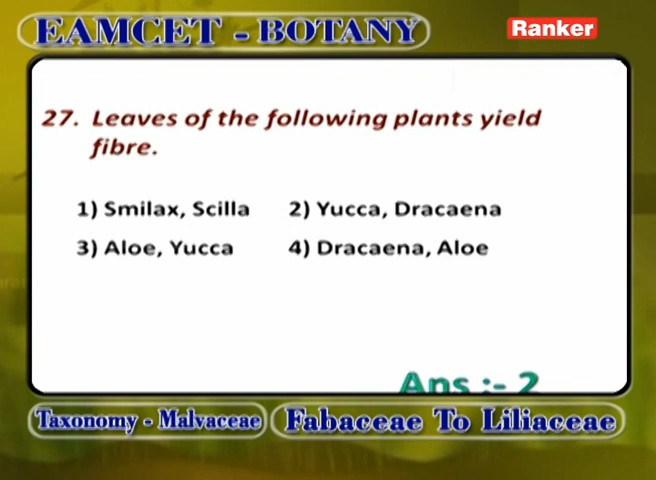 EAMCET - BOTANY
Ranker
27. Leaves of the following plants yield
fibre.
1) Smilax, Scilla 2) Yucca, Dracaena
3) Aloe, Yucca 4) Dracaena, Aloe
Ans :- 2
Taxonomy - Malvaceae Fabaceae To Liliaceae